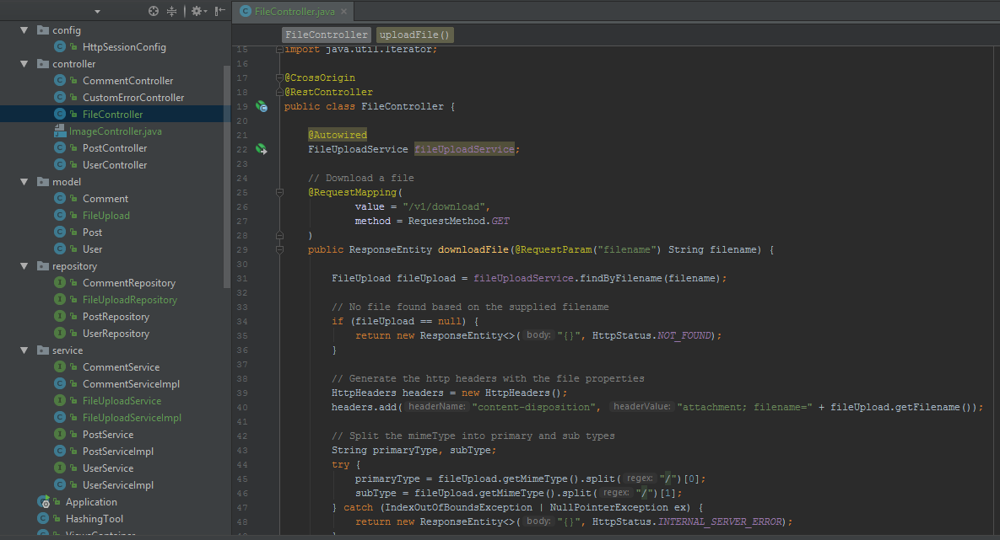 FileController.java
FileController uploadFile()
config
HttpSessionConfig
controller
CommentController
CustomErrorController
FileController
ImageController.java
PostController
UserController
model
Comment
FileUpload
Post
User
repository
CommentRepository
FileUploadRepository
PostRepository
UserRepository
service
CommentService
CommentServiceImpl
FileUploadService
FileUploadServiceImpl
PostService
PostServiceImpl
UserService
UserServiceImpl
Application
HashingTool
ViewsContainer
15 import java.util.Iterator;
16
17 @CrossOrigin
18 @RestController
19 public class FileController {
20
21 @Autowired
22 FileUploadService fileUploadService;
23
24 // Download a file
25 @RequestMapping(
26 value = "/v1/download",
27 method = RequestMethod.GET
28 )
29 public ResponseEntity downloadFile(@RequestParam("filename") String filename) {
30
31 FileUpload fileUpload = fileUploadService.findByFilename(filename);
32
33 // No file found based on the supplied filename
34 if (fileUpload == null) {
35 return new ResponseEntity<>( body: "{}", HttpStatus.NOT_FOUND);
36 }
37
38 // Generate the http headers with the file properties
39 HttpHeaders headers = new HttpHeaders();
40 headers.add( headerName: "content-disposition", headerValue: "attachment; filename=" + fileUpload.getFilename());
41
42 // Split the mimeType into primary and sub types
43 String primaryType, subType;
44 try {
45 primaryType = fileUpload.getMimeType().split( regex: "/")[0];
46 subType = fileUpload.getMimeType().split( regex: "/")[1];
47 } catch (IndexOutOfBoundsException | NullPointerException ex) {
48 return new ResponseEntity<>( body: "{}", HttpStatus.INTERNAL_SERVER_ERROR);